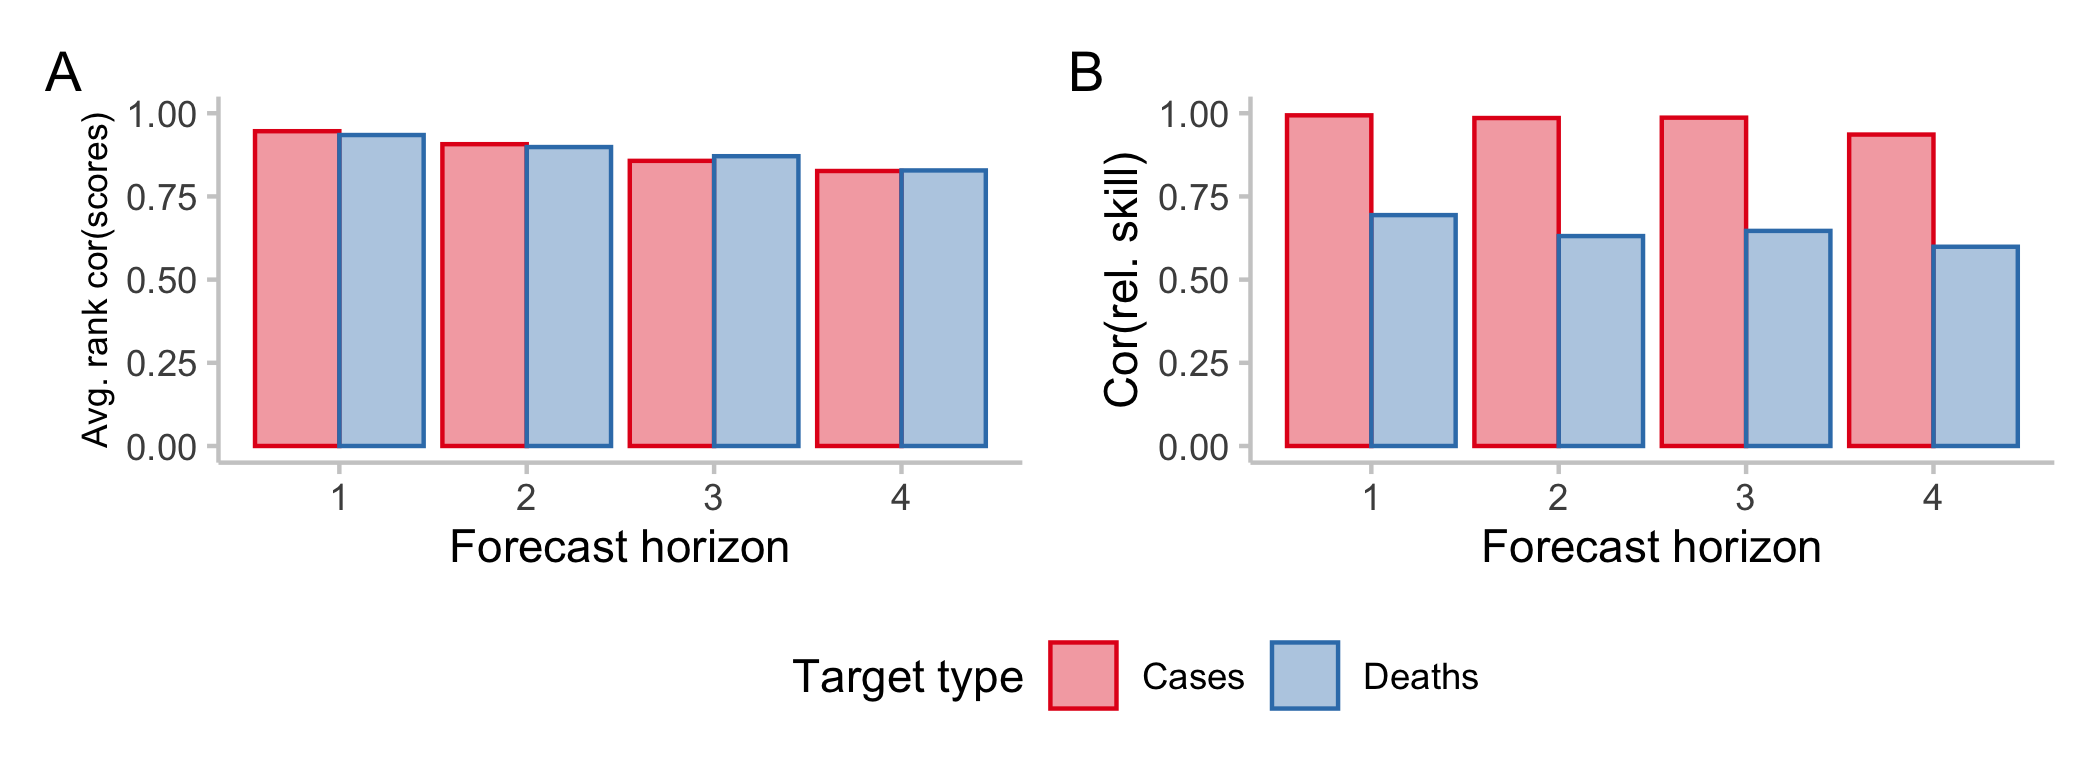 A
Avg. rank cor(scores)
1.00
0.75
0.50
0.25
0.00
1 2 3 4
Forecast horizon
B
Cor(rel. skill)
1.00
0.75
0.50
0.25
0.00
1 2 3 4
Forecast horizon
Target type Cases Deaths